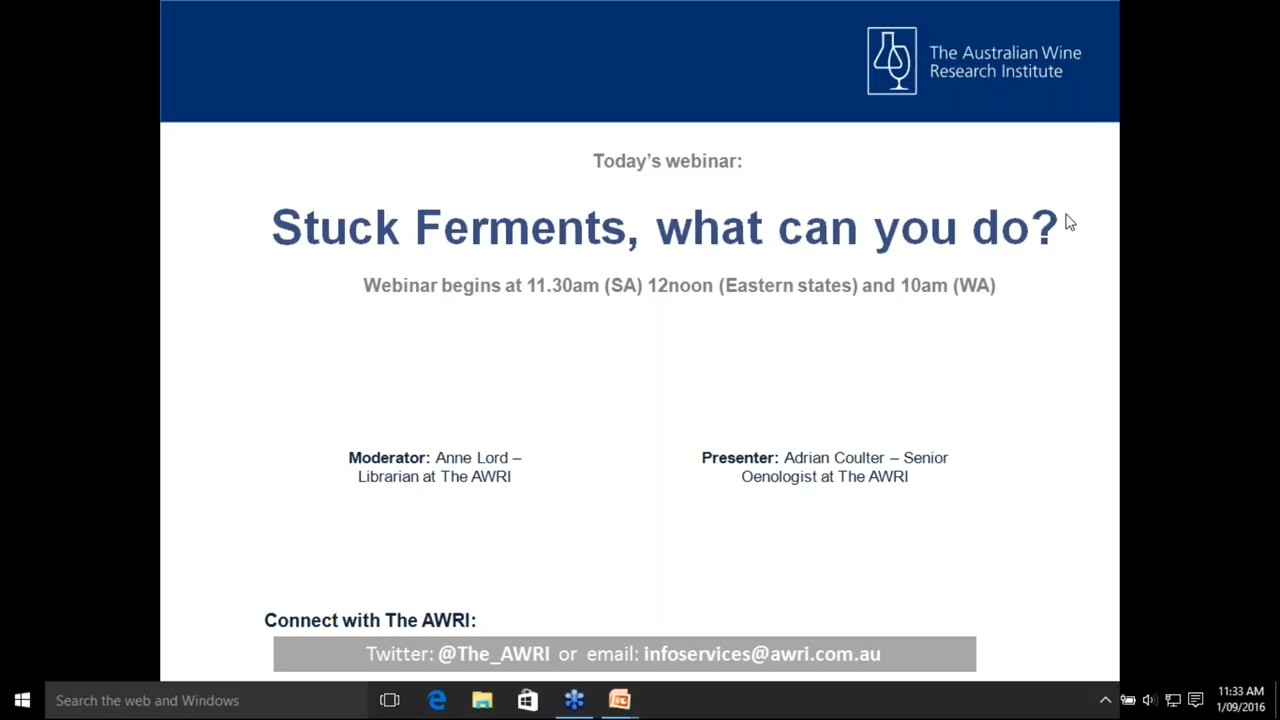 The Australian Wine
Research Institute
Today's webinar:
Stuck Ferments, what can you do?
Webinar begins at 11.30am (SA) 12noon (Eastern states) and 10am (WA)
Moderator: Anne Lord –
Librarian at The AWRI
Presenter: Adrian Coulter – Senior
Oenologist at The AWRI
Connect with The AWRI:
Twitter: @The_AWRI or email: infoservices@awri.com.au
Search the web and Windows
11:33 AM
1/09/2016